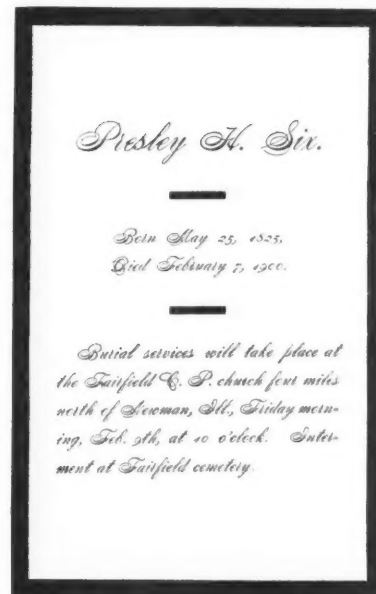 Presley H. Six.
Born May 25, 1825,
Died February 7, 1900.
Burial services will take place at
the Fairfield C. P. church four miles
north of Newman, Ill., Friday morn-
ing, Feb. 9th, at 10 o'clock. Inter-
ment at Fairfield cemetery.